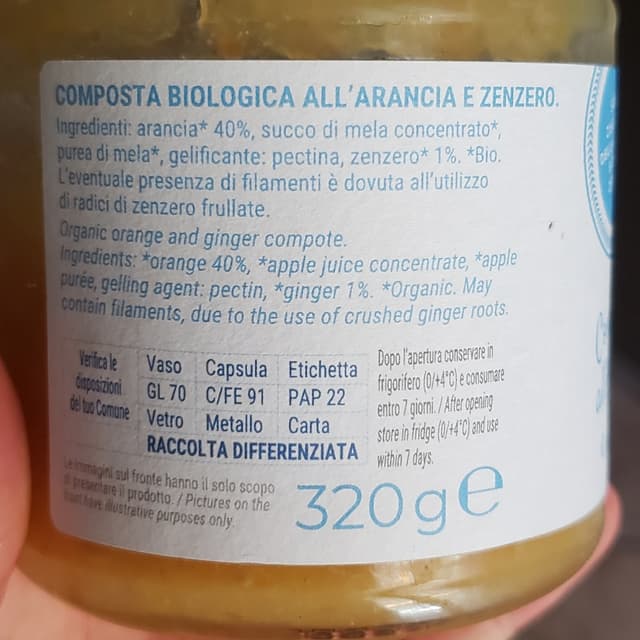 COMPOSTA BIOLOGICA ALL'ARANCIA E ZENZERO.
Ingredienti: arancia* 40%, succo di mela concentrato*,
purea di mela*, gelificante: pectina, zenzero* 1%. *Bio.
L'eventuale presenza di filamenti è dovuta all'utilizzo
di radici di zenzero frullate.
Organic orange and ginger compote.
Ingredients: *orange 40%, *apple juice concentrate, *apple
purée, gelling agent: pectin, *ginger 1%. *Organic. May
contain filaments, due to the use of crushed ginger roots.
Verifica le
disposizioni
del tuo Comune
Vaso Capsula Etichetta
GL 70 C/FE 91 PAP 22
Vetro Metallo Carta
RACCOLTA DIFFERENZIATA
Dopo l'apertura conservare in
frigorifero (0/+4°C) e consumare
entro 7 giorni. / After opening
store in fridge (0/+4°C) and use
within 7 days.
Le immagini sul fronte hanno il solo scopo
di presentare il prodotto. / Pictures on the
front have illustrative purposes only.
320 g e